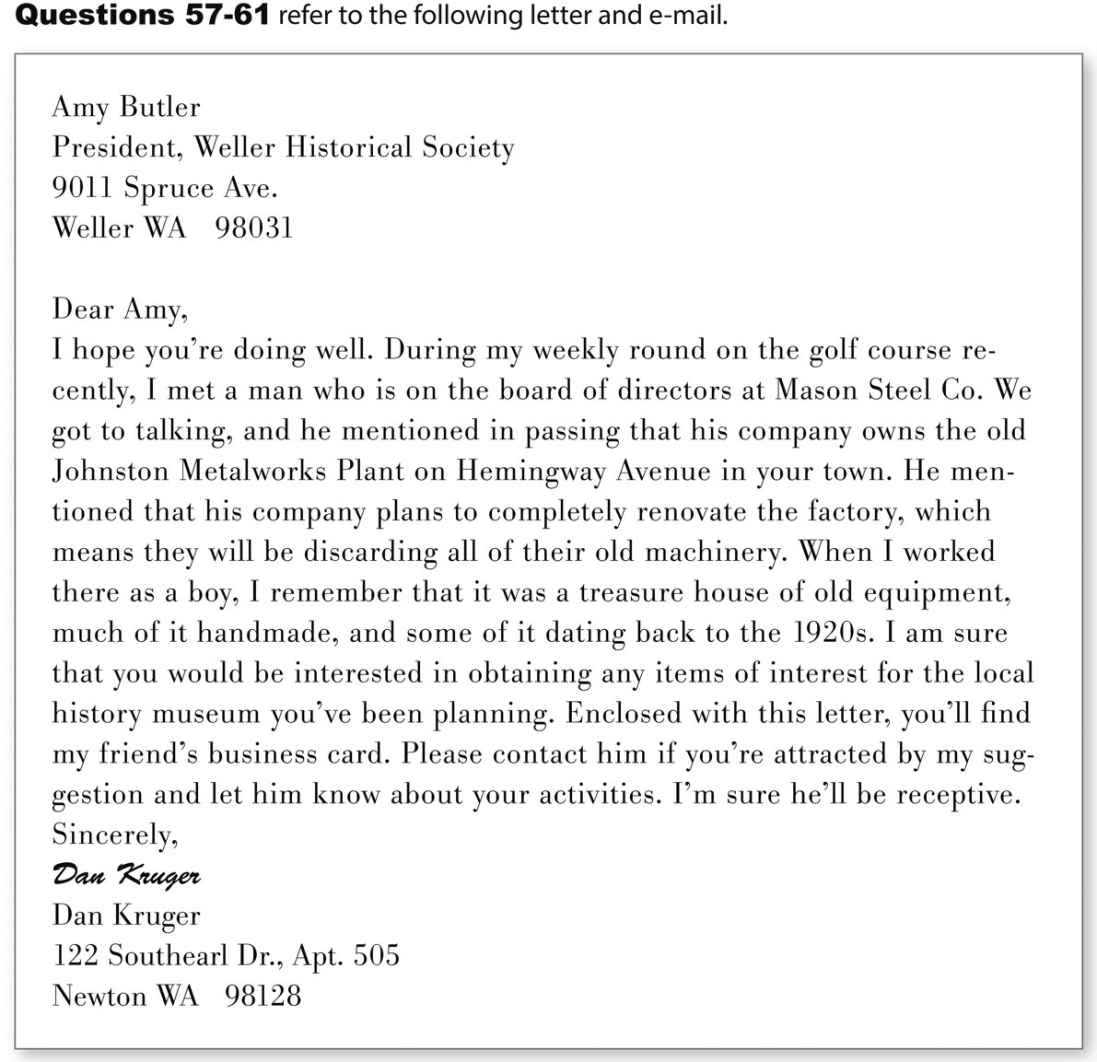 Questions 57-61 refer to the following letter and e-mail.
Amy Butler
President, Weller Historical Society
9011 Spruce Ave.
Weller WA 98031
Dear Amy,
I hope you're doing well. During my weekly round on the golf course re-
cently, I met a man who is on the board of directors at Mason Steel Co. We
got to talking, and he mentioned in passing that his company owns the old
Johnston Metalworks Plant on Hemingway Avenue in your town. He men-
tioned that his company plans to completely renovate the factory, which
means they will be discarding all of their old machinery. When I worked
there as a boy, I remember that it was a treasure house of old equipment,
much of it handmade, and some of it dating back to the 1920s. I am sure
that you would be interested in obtaining any items of interest for the local
history museum you've been planning. Enclosed with this letter, you'll find
my friend's business card. Please contact him if you're attracted by my sug-
gestion and let him know about your activities. I'm sure he'll be receptive.
Sincerely,
Dan Kruger
Dan Kruger
122 Southearl Dr., Apt. 505
Newton WA 98128